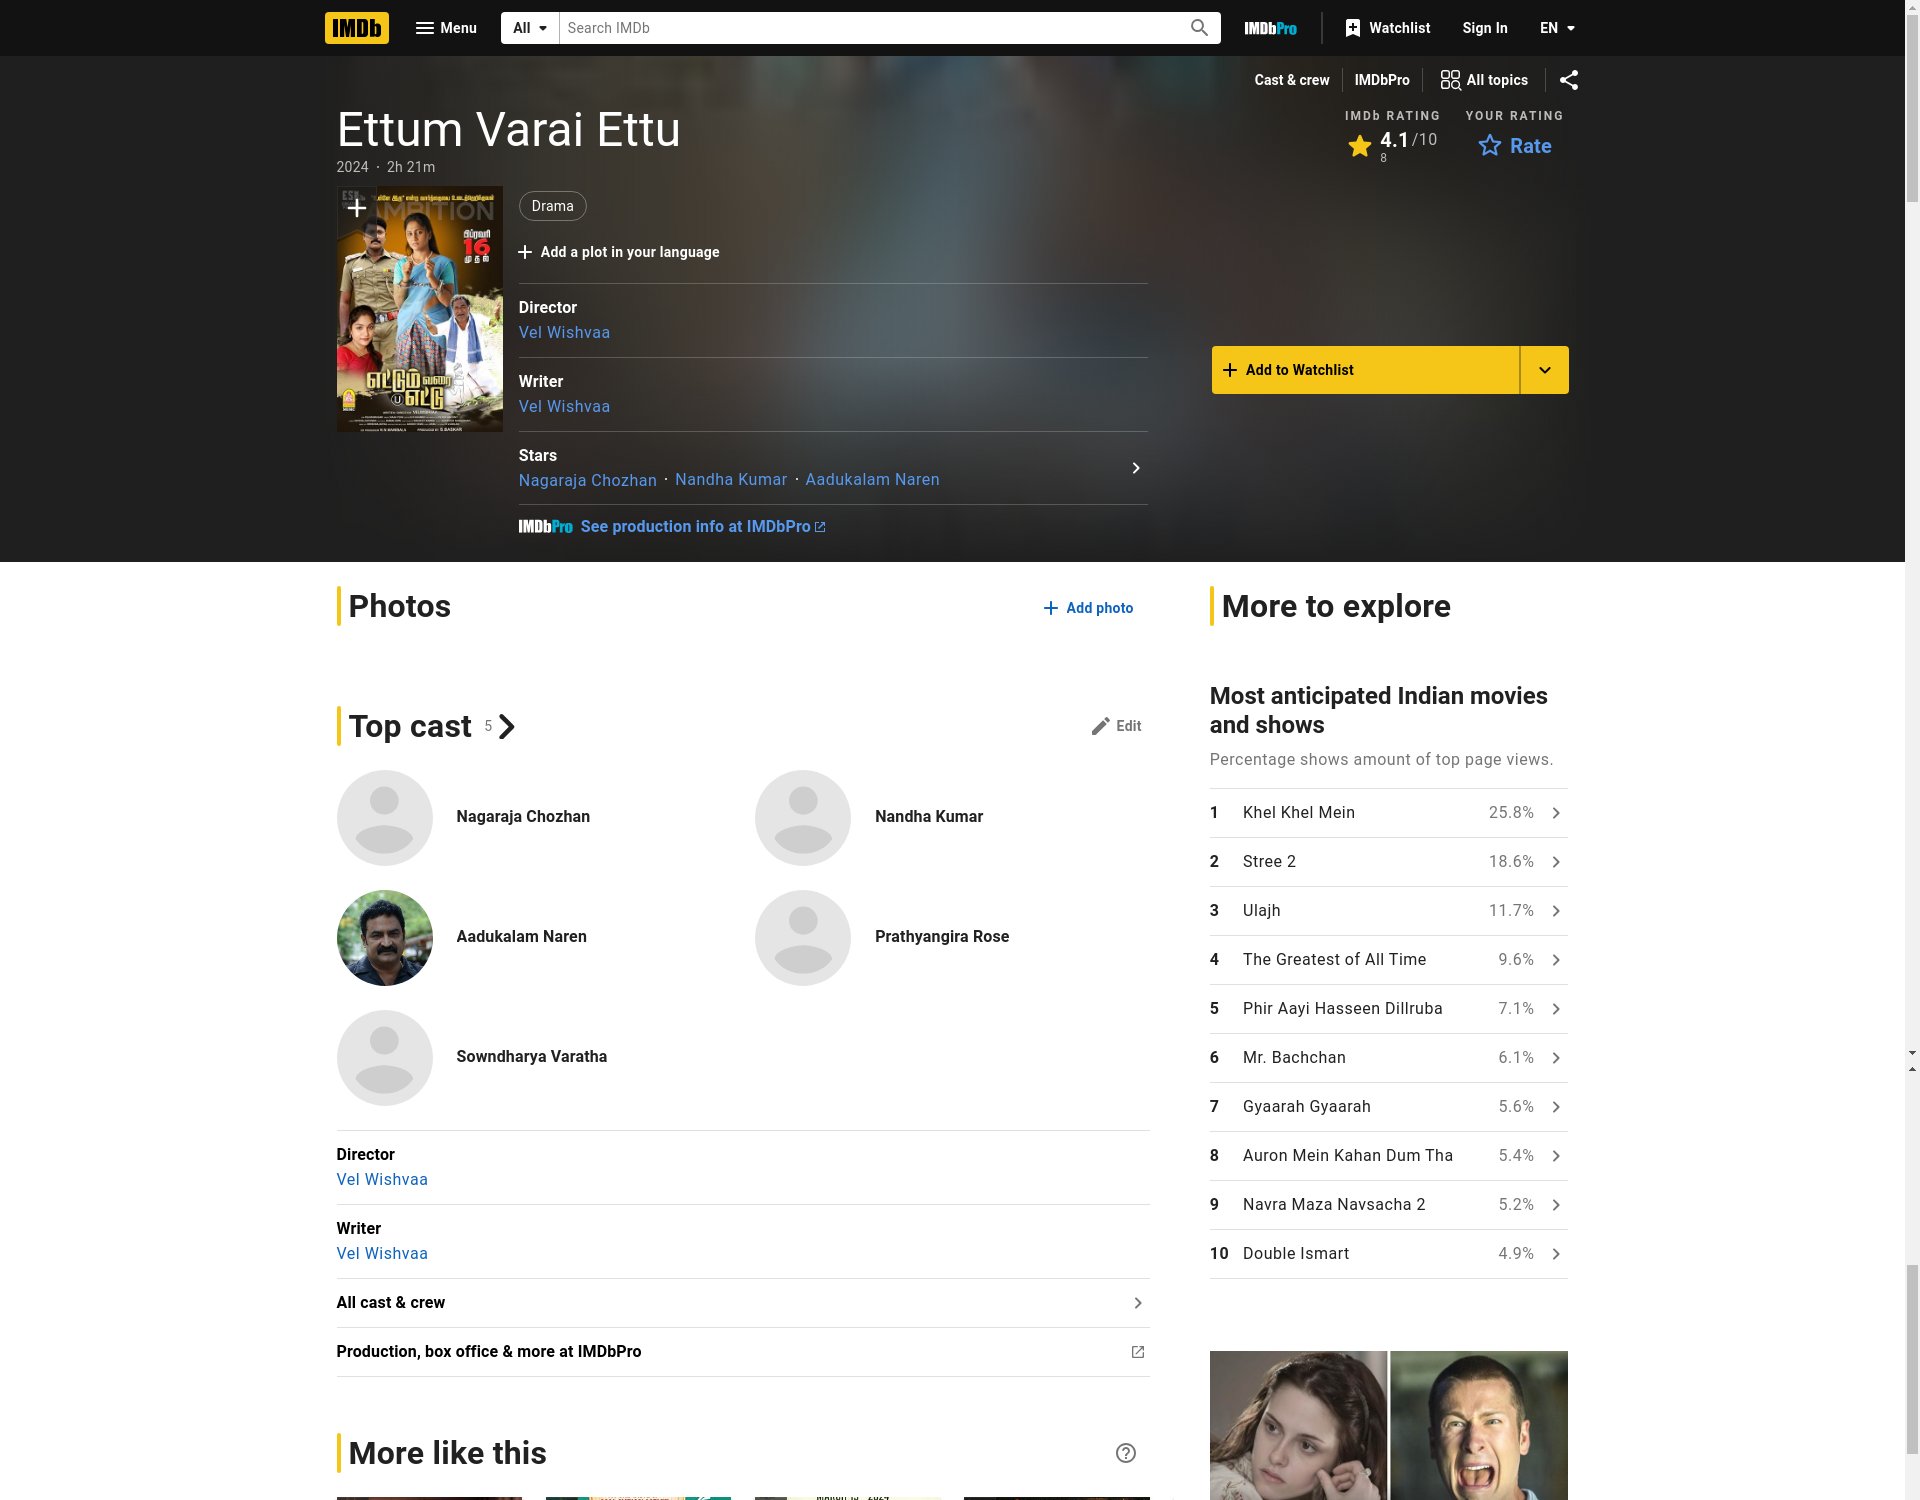 IMDb
Menu
All
Search IMDb
IMDbPro
Watchlist
Sign In
EN
Cast & crew
IMDbPro
All topics
Ettum Varai Ettu
2024 · 2h 21m
IMDb RATING
4.1/10
8
YOUR RATING
Rate
AMBITION
16
எட்டும் வரை
எட்டு
Drama
Add a plot in your language
Director
Vel Wishvaa
Writer
Vel Wishvaa
Stars
Nagaraja Chozhan · Nandha Kumar · Aadukalam Naren
IMDbPro See production info at IMDbPro
Add to Watchlist
Photos
Add photo
Top cast 5
Edit
Nagaraja Chozhan
Nandha Kumar
Aadukalam Naren
Prathyangira Rose
Sowndharya Varatha
Director
Vel Wishvaa
Writer
Vel Wishvaa
All cast & crew
Production, box office & more at IMDbPro
More like this
More to explore
Most anticipated Indian movies
and shows
Percentage shows amount of top page views.
1 Khel Khel Mein 25.8%
2 Stree 2 18.6%
3 Ulajh 11.7%
4 The Greatest of All Time 9.6%
5 Phir Aayi Hasseen Dillruba 7.1%
6 Mr. Bachchan 6.1%
7 Gyaarah Gyaarah 5.6%
8 Auron Mein Kahan Dum Tha 5.4%
9 Navra Maza Navsacha 2 5.2%
10 Double Ismart 4.9%